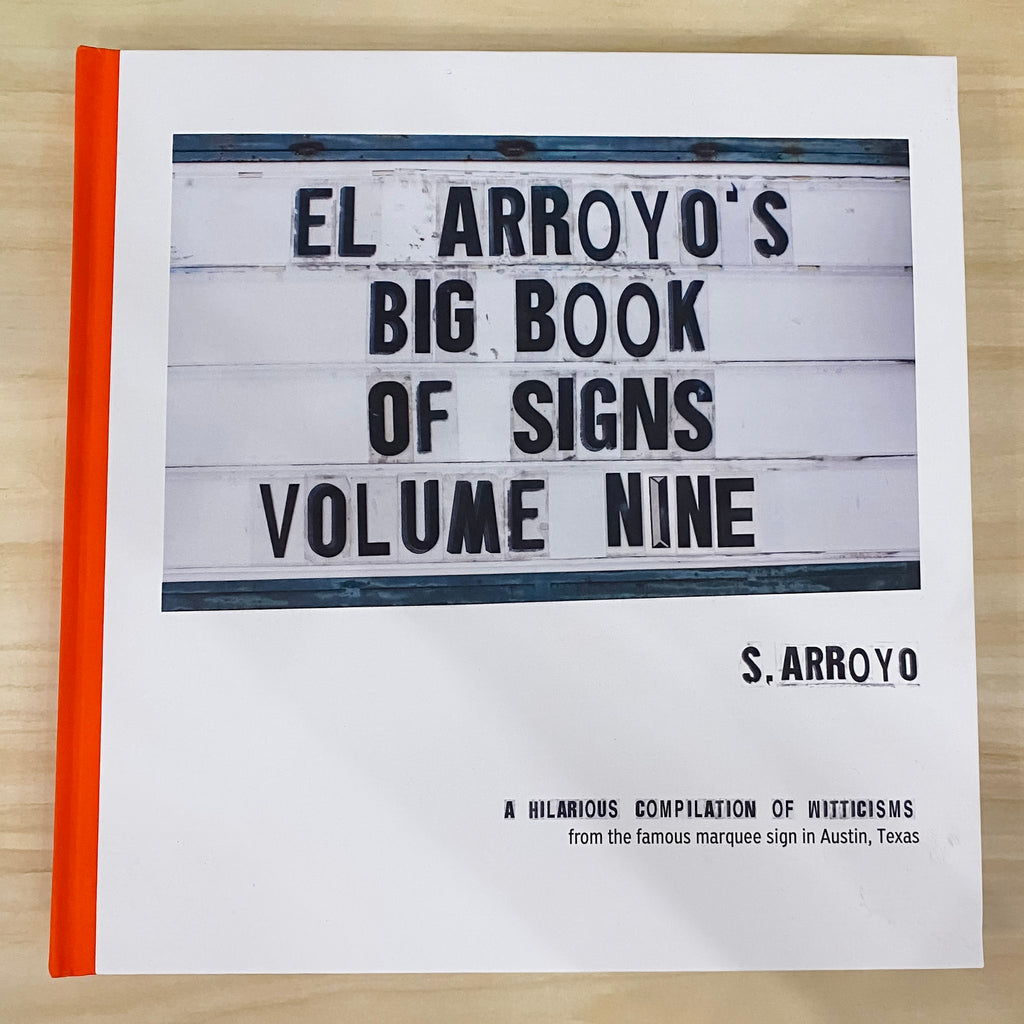 EL ARROYO'S
BIG BOOK
OF SIGNS
VOLUME NINE
S. ARROYO
A HILARIOUS COMPILATION OF WITTICISMS
from the famous marquee sign in Austin, Texas